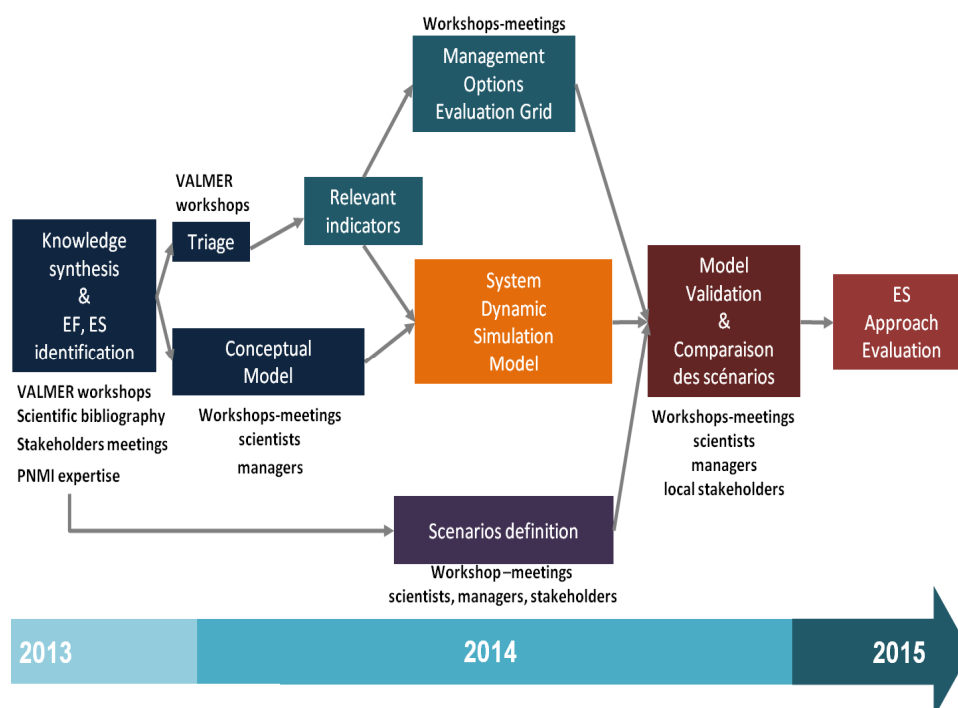 Workshops-meetings
Management
Options
Evaluation Grid
VALMER
workshops
Relevant
indicators
Knowledge
synthesis
&
EF, ES
identification
Triage
System
Dynamic
Simulation
Model
Model
Validation
&
Comparaison
des scénarios
ES
Approach
Evaluation
Conceptual
Model
VALMER workshops
Scientific bibliography
Stakeholders meetings
PNMI expertise
Workshops-meetings
scientists
managers
Workshops-meetings
scientists
managers
local stakeholders
Scenarios definition
Workshop –meetings
scientists, managers, stakeholders
2013
2014
2015